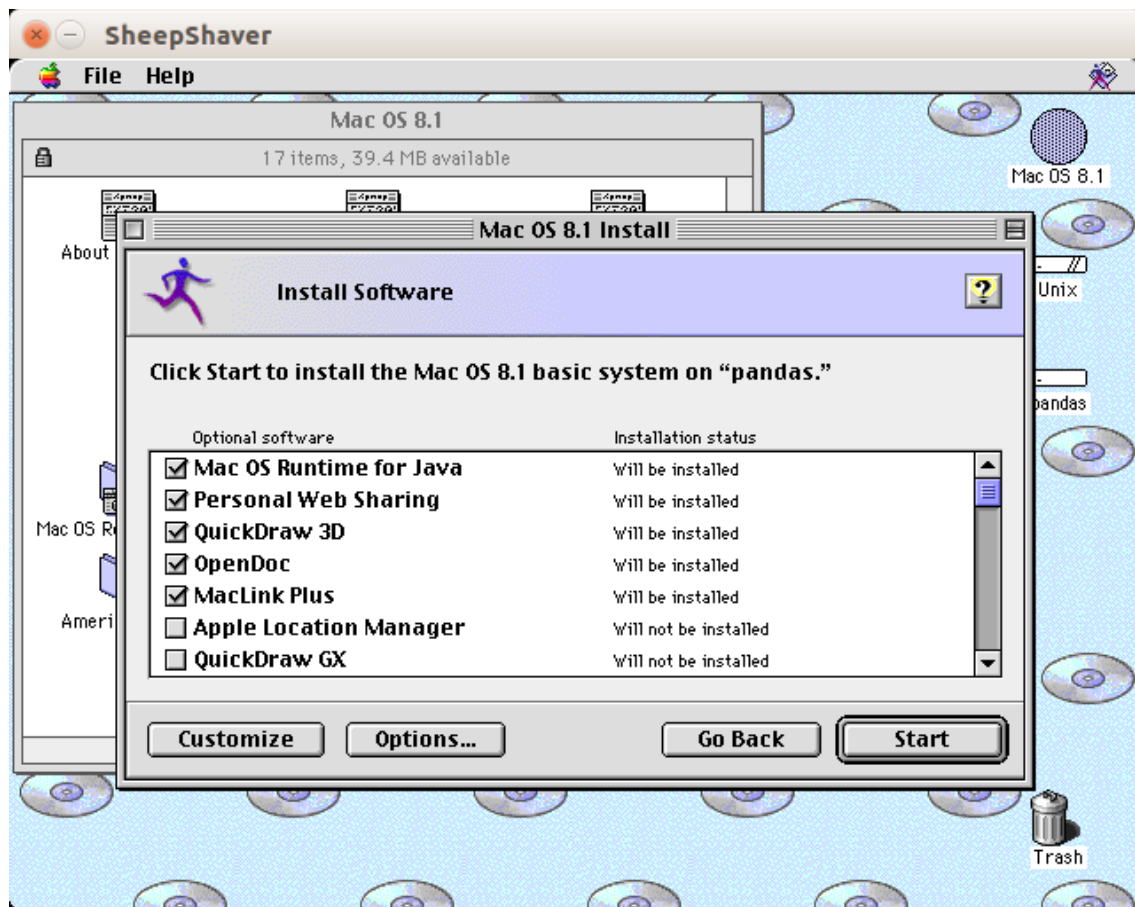 SheepShaver
File Help
Mac OS 8.1
17 items, 39.4 MB available
Mac OS 8.1
Mac OS 8.1 Install
About
Install Software
?
Unix
Click Start to install the Mac OS 8.1 basic system on “pandas.”
pandas
Optional software Installation status
Mac OS Runtime for Java Will be installed
Personal Web Sharing Will be installed
QuickDraw 3D Will be installed
Mac OS R
OpenDoc Will be installed
MacLink Plus Will be installed
Ameri
Apple Location Manager Will not be installed
QuickDraw GX Will not be installed
Customize Options... Go Back Start
Trash